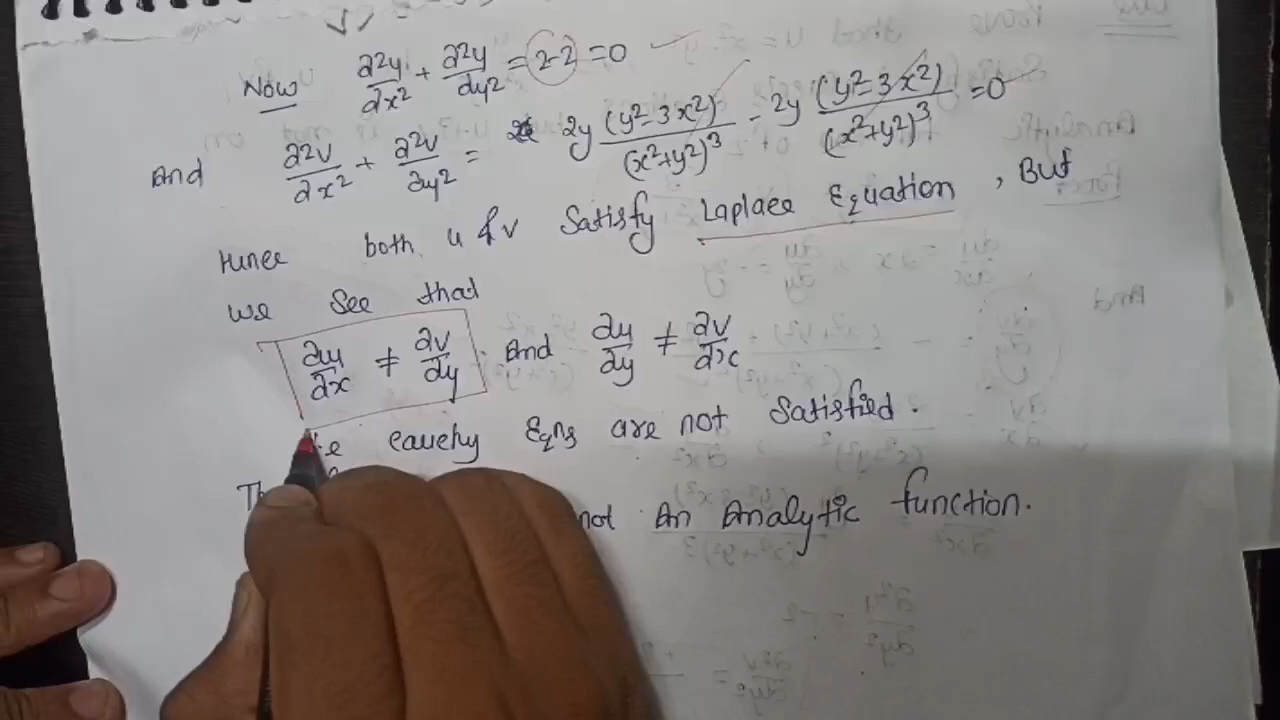 Now ∂²u/∂x² + ∂²u/∂y² = 2-2 = 0
And ∂²v/∂x² + ∂²v/∂y² = 2y (y²-3x²)/(x²+y²)³ - 2y (y²-3x²)/(x²+y²)³ = 0
Hence both u & v Satisfy Laplace Equation, But
we See that
∂u/∂x ≠ ∂v/∂y And ∂u/∂y ≠ ∂v/∂x
cauchy Eqns are not Satisfied.
not An Analytic function.